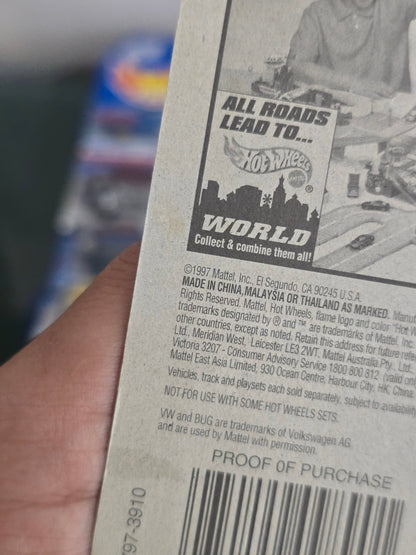 ALL ROADS
LEAD TO...
HOT WHEELS
®
WORLD
Collect & combine them all!
©1997 Mattel, Inc., El Segundo, CA 90245 U.S.A.
MADE IN CHINA, MALAYSIA OR THAILAND AS MARKED.
Rights Reserved. Mattel, Hot Wheels, flame logo and color "Hot
trademarks designated by ® and ™ are trademarks of Mattel, Inc.
other countries, except as noted. Retain this address for future
Ltd., Meridian West, Leicester LE3 2WT. Mattel Australia Pty., Ltd.,
Victoria 3207 - Consumer Advisory Service 1800 800 812 (valid
Mattel East Asia Limited, 930 Ocean Centre, Harbour City, HK, China.
Vehicles, track and playsets each sold separately, subject to
NOT FOR USE WITH SOME HOT WHEELS SETS.
VW and BUG are trademarks of Volkswagen AG
and are used by Mattel with permission.
PROOF OF PURCHASE
97-3910